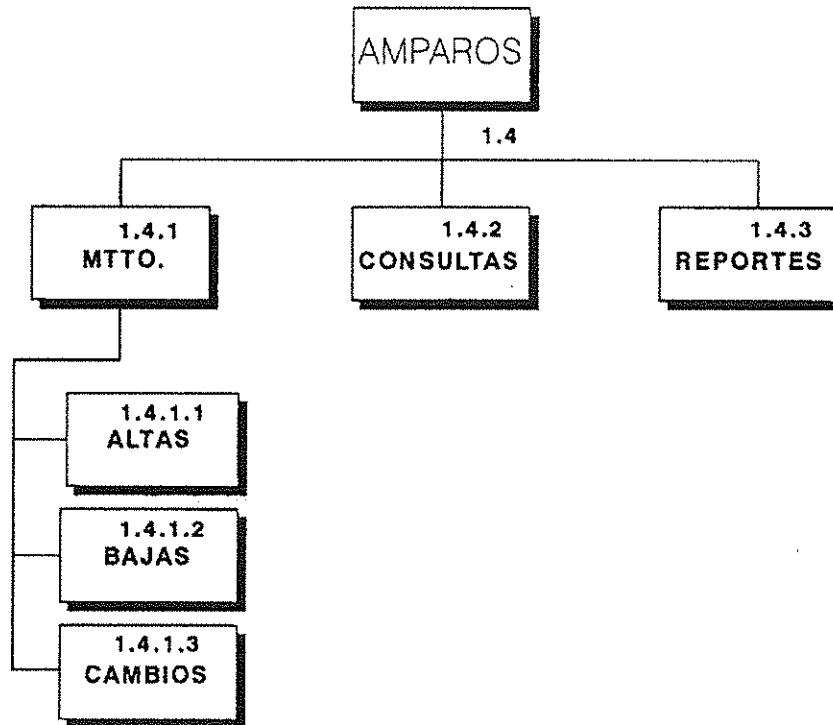 AMPAROS
1.4
1.4.1
MTTO.
1.4.2
CONSULTAS
1.4.3
REPORTES
1.4.1.1
ALTAS
1.4.1.2
BAJAS
1.4.1.3
CAMBIOS